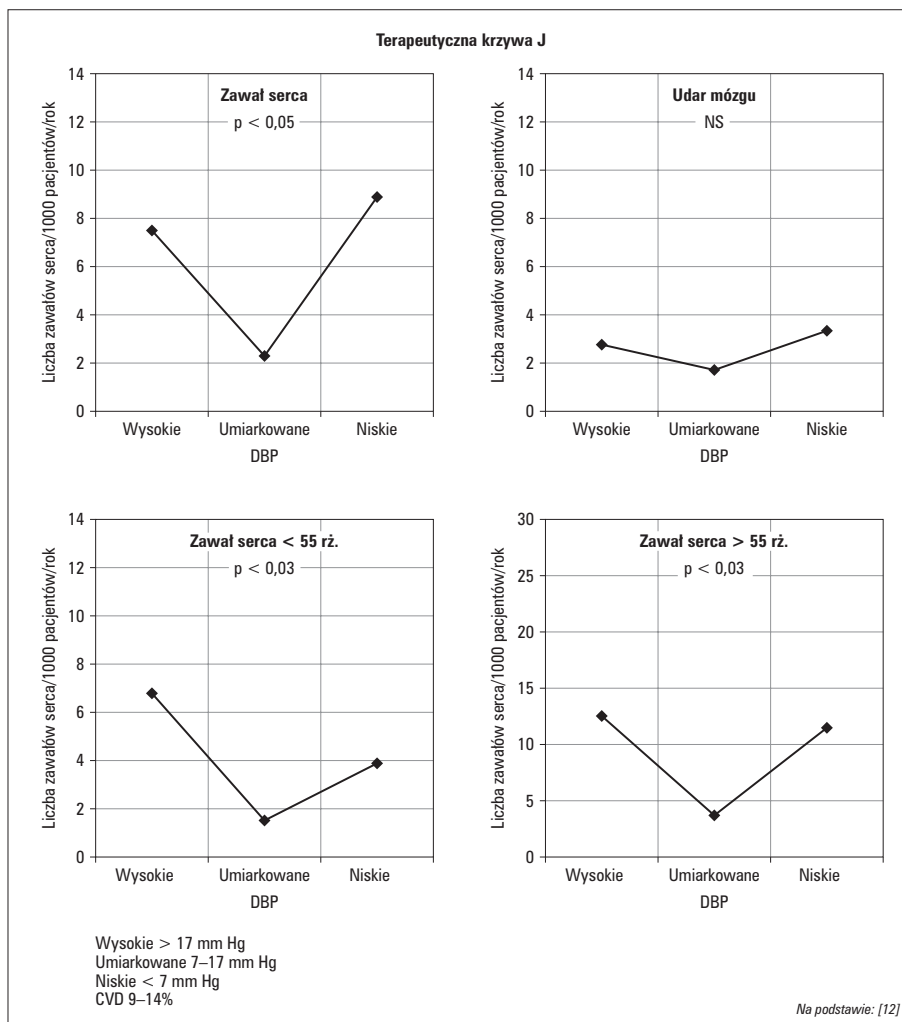 Terapeutyczna krzywa J
Liczba zawałów serca/1000 pacjentów/rok
14
12
10
8
6
4
2
0
Zawał serca
p < 0,05
Wysokie Umiarkowane Niskie
DBP
Liczba zawałów serca/1000 pacjentów/rok
14
12
10
8
6
4
2
0
Udar mózgu
NS
Wysokie Umiarkowane Niskie
DBP
Liczba zawałów serca/1000 pacjentów/rok
14
12
10
8
6
4
2
0
Zawał serca < 55 rż.
p < 0,03
Wysokie Umiarkowane Niskie
DBP
Liczba zawałów serca/1000 pacjentów/rok
30
25
20
15
10
5
0
Zawał serca > 55 rż.
p < 0,03
Wysokie Umiarkowane Niskie
DBP
Wysokie > 17 mm Hg
Umiarkowane 7–17 mm Hg
Niskie < 7 mm Hg
CVD 9–14%
Na podstawie: [12]